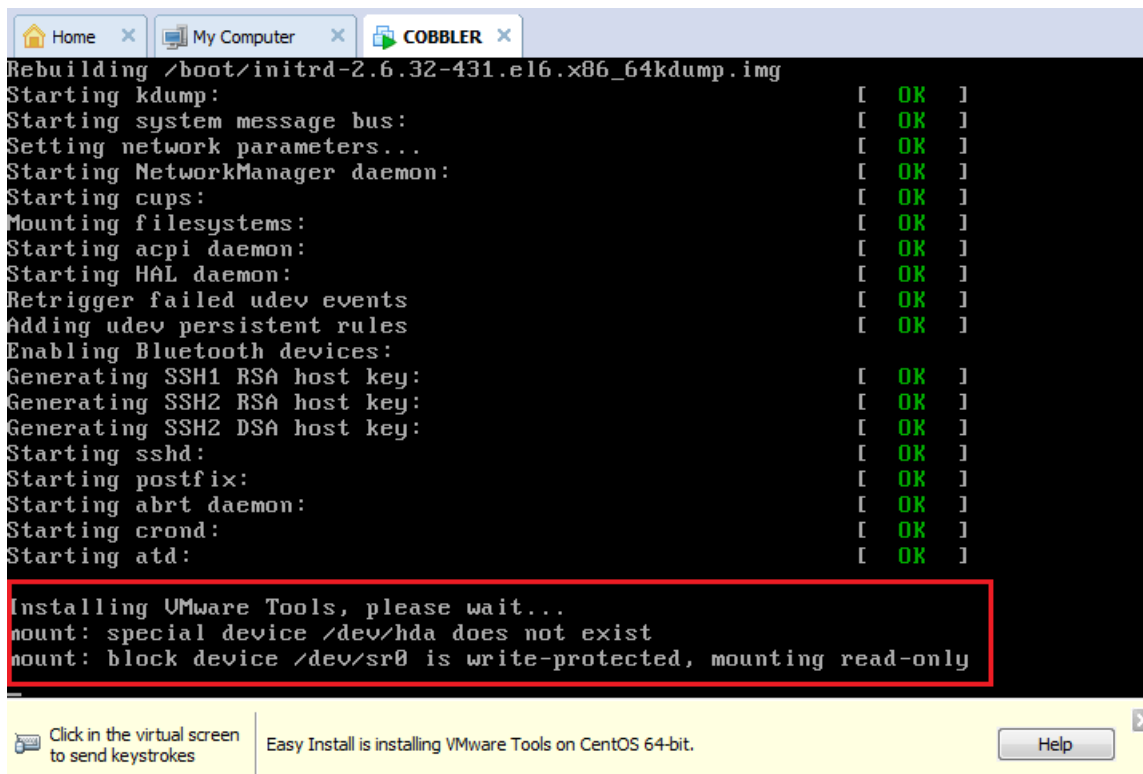 Home × My Computer × COBBLER ×
Rebuilding /boot/initrd-2.6.32-431.el6.x86_64kdump.img
Starting kdump: [ OK ]
Starting system message bus: [ OK ]
Setting network parameters... [ OK ]
Starting NetworkManager daemon: [ OK ]
Starting cups: [ OK ]
Mounting filesystems: [ OK ]
Starting acpi daemon: [ OK ]
Starting HAL daemon: [ OK ]
Retrigger failed udev events [ OK ]
Adding udev persistent rules [ OK ]
Enabling Bluetooth devices:
Generating SSH1 RSA host key: [ OK ]
Generating SSH2 RSA host key: [ OK ]
Generating SSH2 DSA host key: [ OK ]
Starting sshd: [ OK ]
Starting postfix: [ OK ]
Starting abrt daemon: [ OK ]
Starting crond: [ OK ]
Starting atd: [ OK ]
Installing VMware Tools, please wait...
mount: special device /dev/hda does not exist
mount: block device /dev/sr0 is write-protected, mounting read-only
Click in the virtual screen
to send keystrokes
Easy Install is installing VMware Tools on CentOS 64-bit.
Help